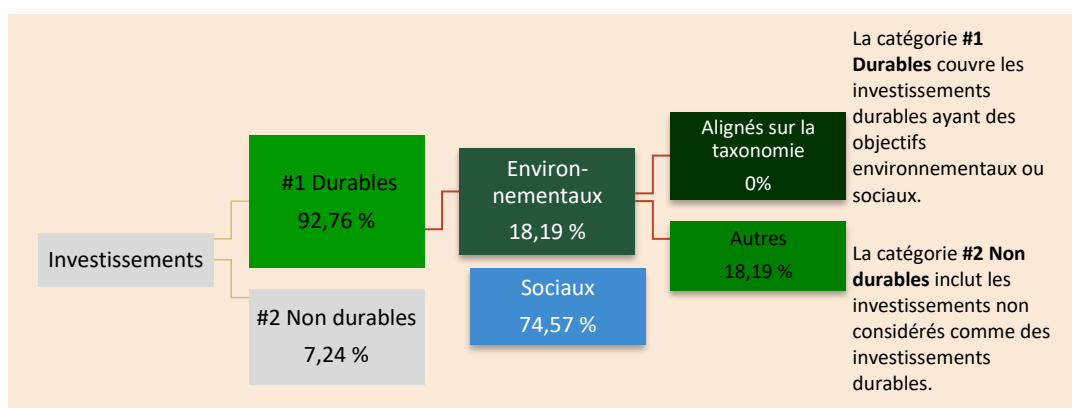 Investissements
#1 Durables
92,76 %
#2 Non durables
7,24 %
Environ-
nementaux
18,19 %
Sociaux
74,57 %
Alignés sur la
taxonomie
0%
Autres
18,19 %
La catégorie #1
Durables couvre les
investissements
durables ayant des
objectifs
environnementaux ou
sociaux.
La catégorie #2 Non
durables inclut les
investissements non
considérés comme des
investissements
durables.